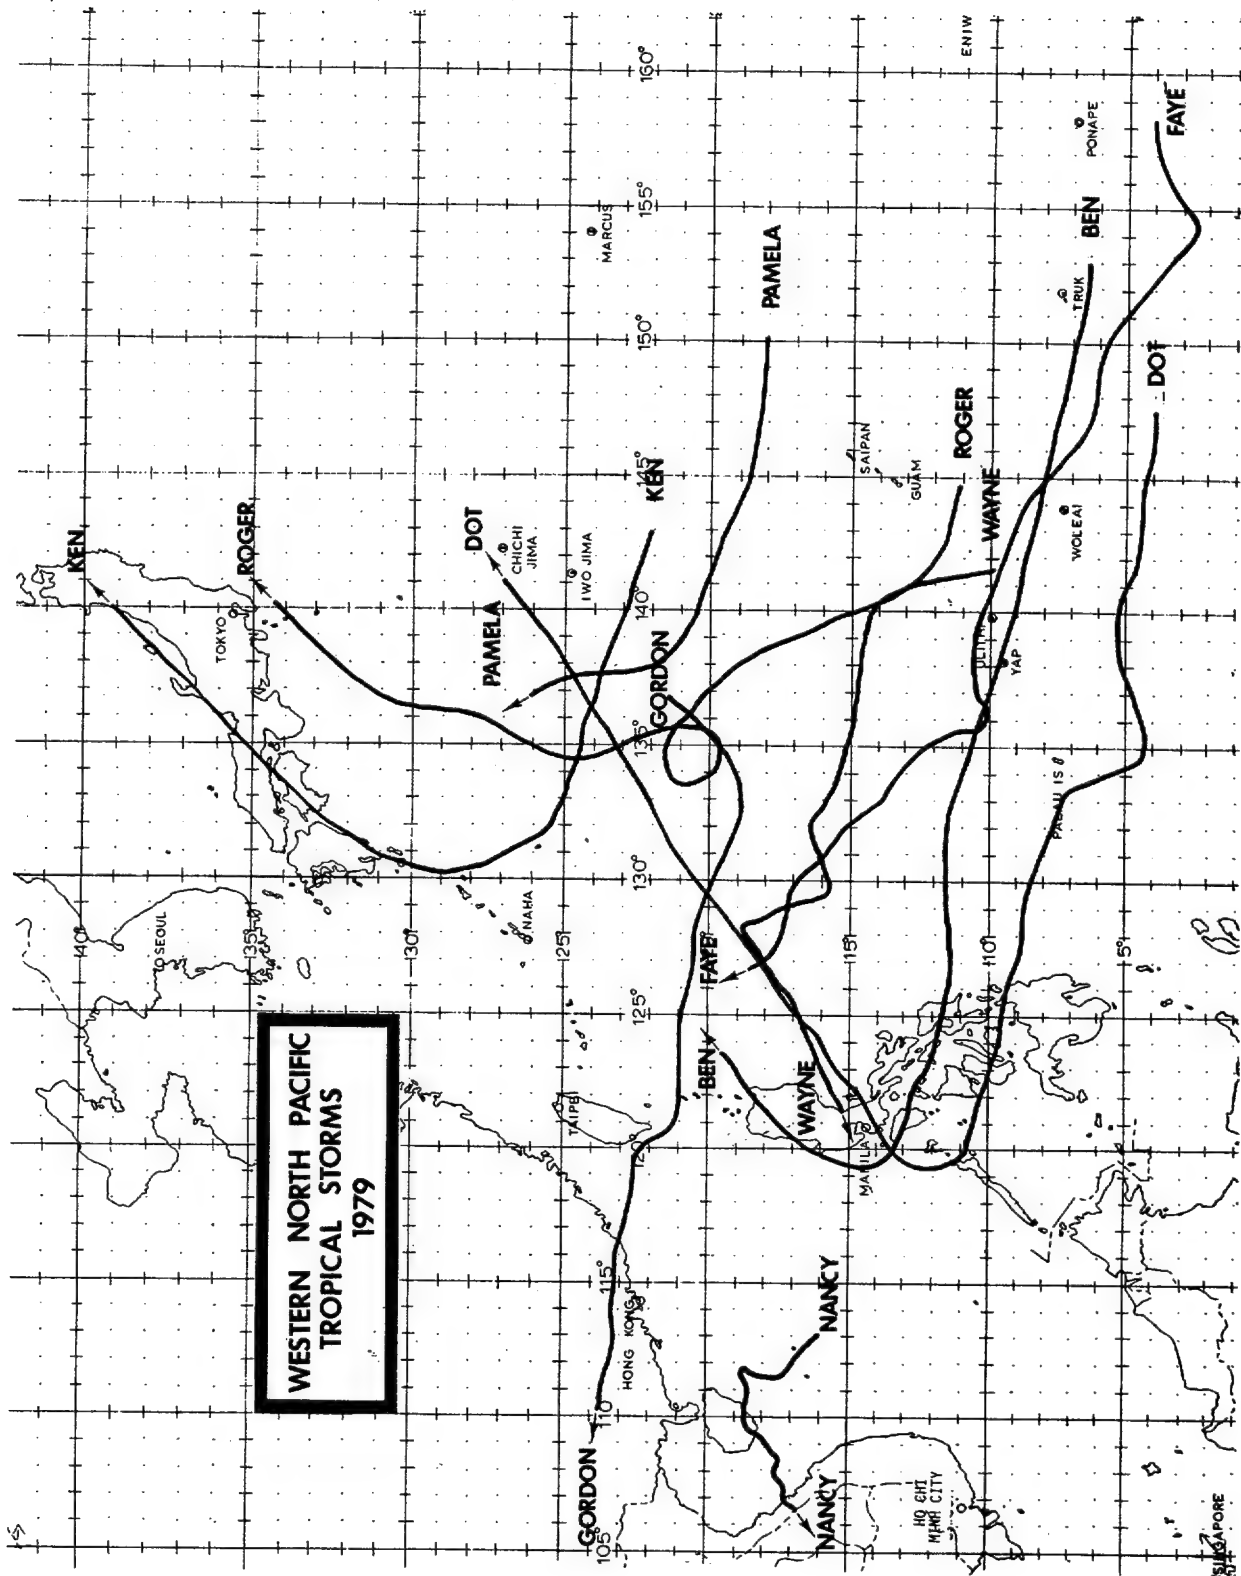 WESTERN NORTH PACIFIC
TROPICAL STORMS
1979
KEN
ROGER
DOT
PAMELA
GORDON
KEN
PAMELA
ROGER
WAYNE
BEN
FAYE
DOT
FAYE
BEN
WAYNE
NANCY
NANCY
GORDON
ENIW
PONAPE
MARCUS
TRUK
SAIPAN
GUAM
WOLEAI
CHICHI
JIMA
IWO JIMA
TOKYO
ULITHI
YAP
PALAU IS
SEOUL
NAHA
TAIPEI
MANILA
HONG KONG
HO CHI
MINH CITY
SINGAPORE
160°
155°
150°
145°
140°
135°
130°
125°
120°
115°
110°
105°
40°
35°
30°
25°
15°
10°
5°